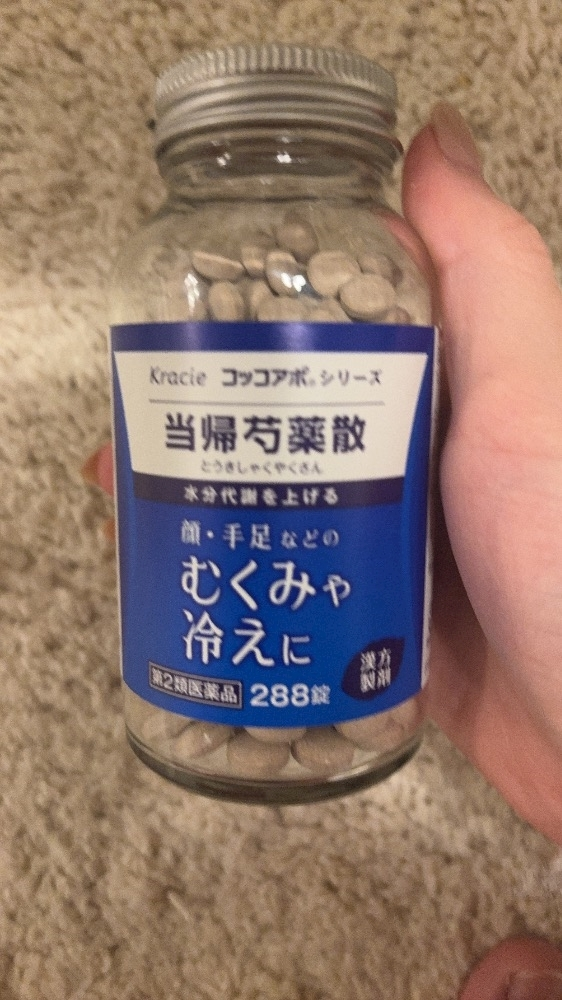 Kracie コッコアポ® シリーズ
当帰芍薬散
とうきしゃくやくさん
水分代謝を上げる
顔・手足などの
むくみや
冷えに
漢方
製剤
第2類医薬品 288錠